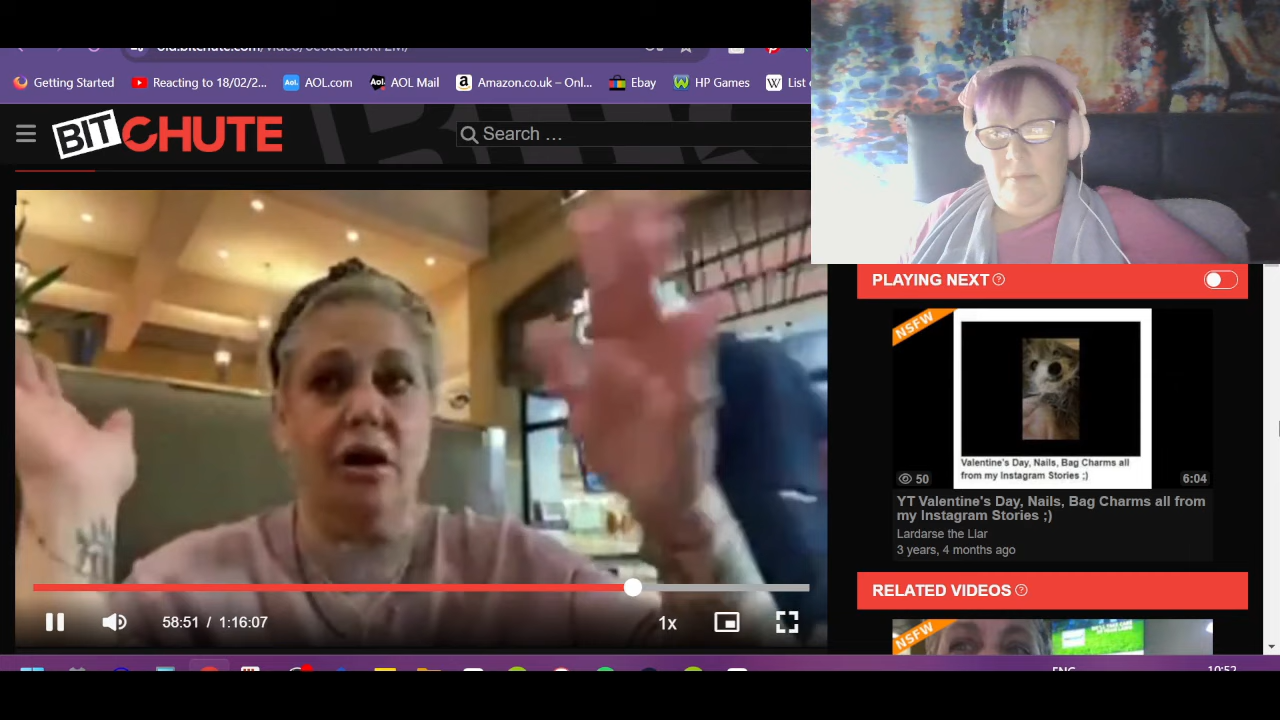 Getting Started
Reacting to 18/02/2...
AOL.com
AOL Mail
Amazon.co.uk – Onl...
Ebay
HP Games
List
BITCHUTE
Search ...
PLAYING NEXT
NSFW
Valentine's Day, Nails, Bag Charms all
from my Instagram Stories ;)
50
6:04
YT Valentine's Day, Nails, Bag Charms all from
my Instagram Stories ;)
Lardarse the Liar
3 years, 4 months ago
RELATED VIDEOS
NSFW
58:51 / 1:16:07
1x
ENG
10:52